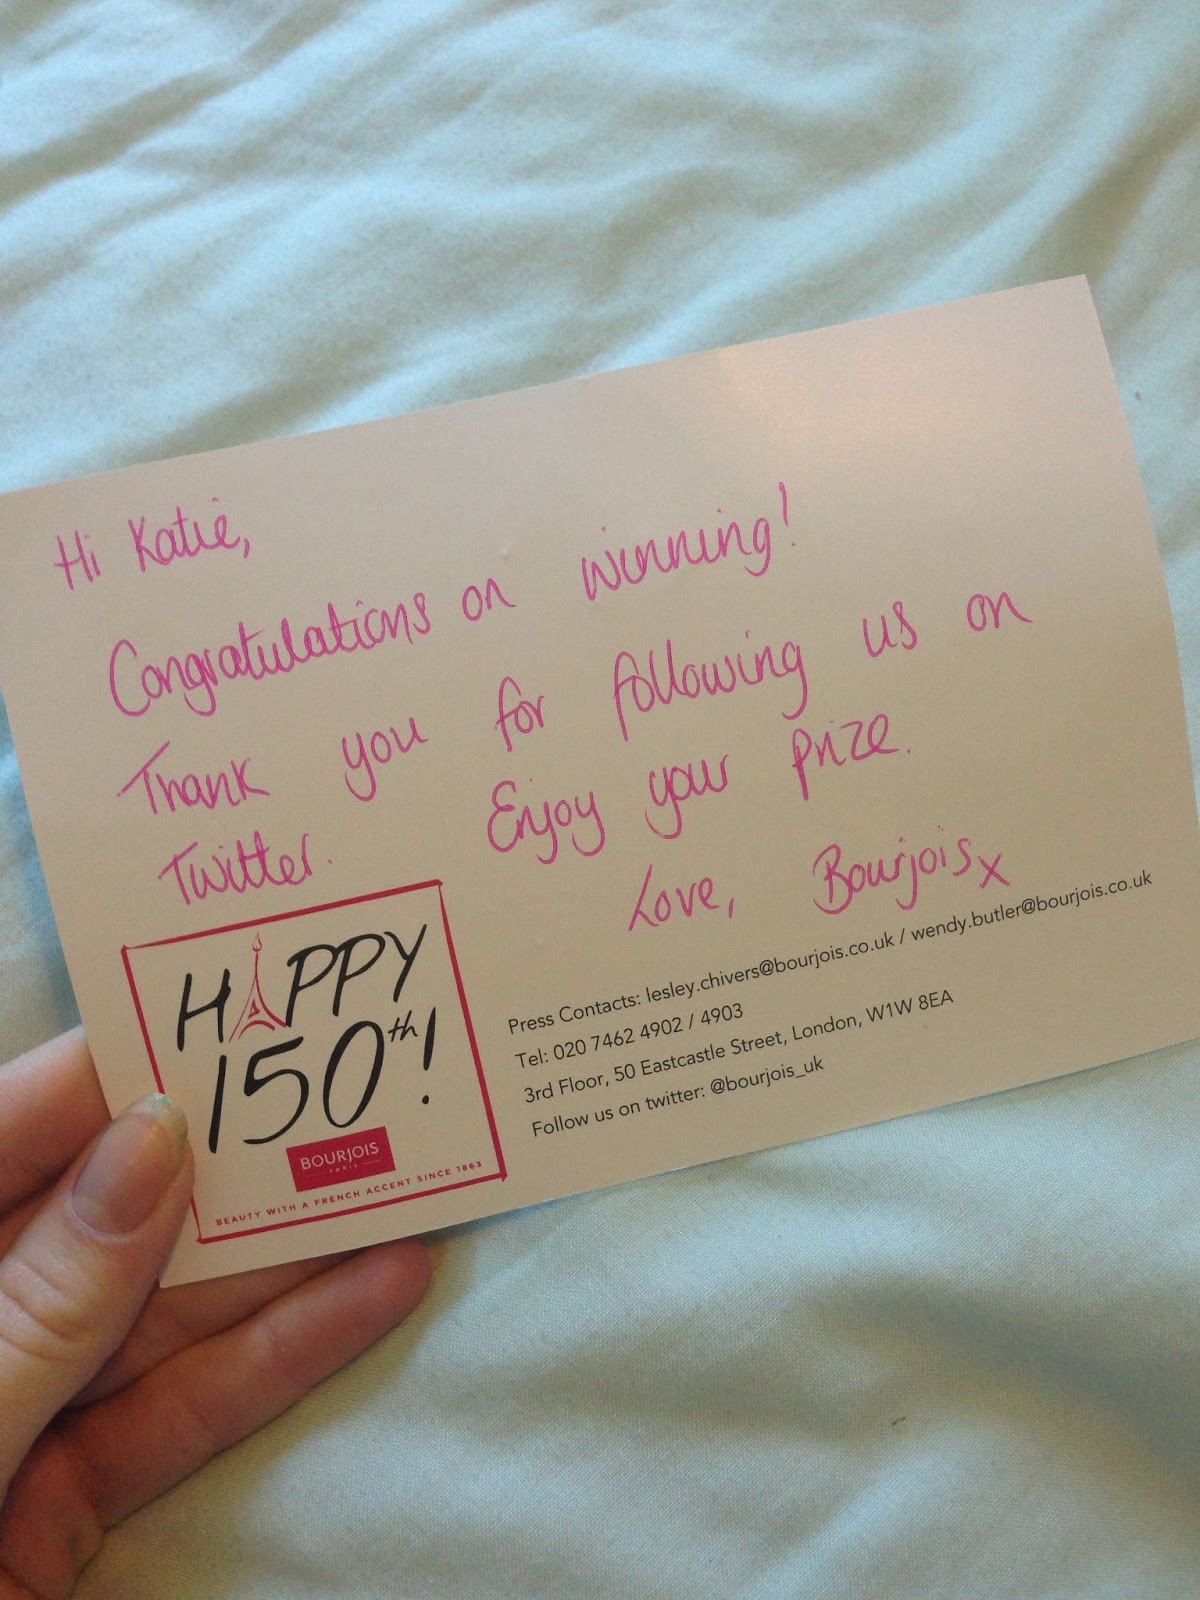 Hi Katie,
Congratulations on winning!
Thank you for following us on
Twitter. Enjoy your prize.
Love, Bourjois x
HAPPY
150th!
BOURJOIS
PARIS
BEAUTY WITH A FRENCH ACCENT SINCE 1863
Press Contacts: lesley.chivers@bourjois.co.uk / wendy.butler@bourjois.co.uk
Tel: 020 7462 4902 / 4903
3rd Floor, 50 Eastcastle Street, London, W1W 8EA
Follow us on twitter: @bourjois_uk